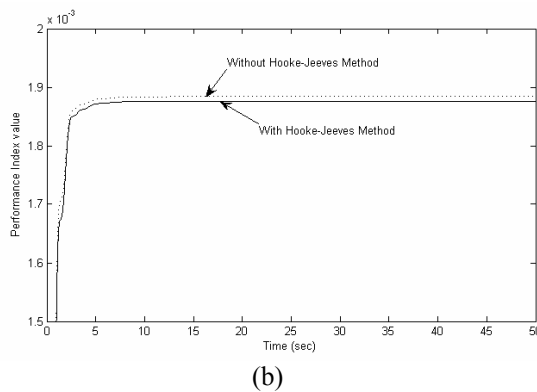 x 10⁻³
2
1.9
1.8
1.7
1.6
1.5
Performance Index value
Without Hooke-Jeeves Method
With Hooke-Jeeves Method
0 5 10 15 20 25 30 35 40 45 50
Time (sec)
(b)